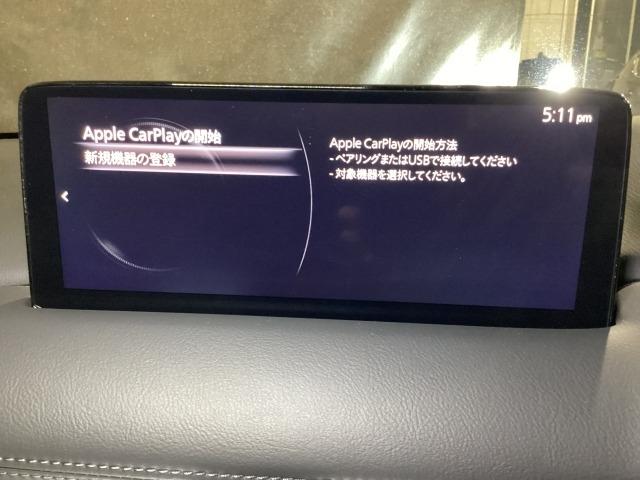 5:11 pm
Apple CarPlayの開始
新規機器の登録
Apple CarPlayの開始方法
- ペアリングまたはUSBで接続してください
- 対象機器を選択してください。